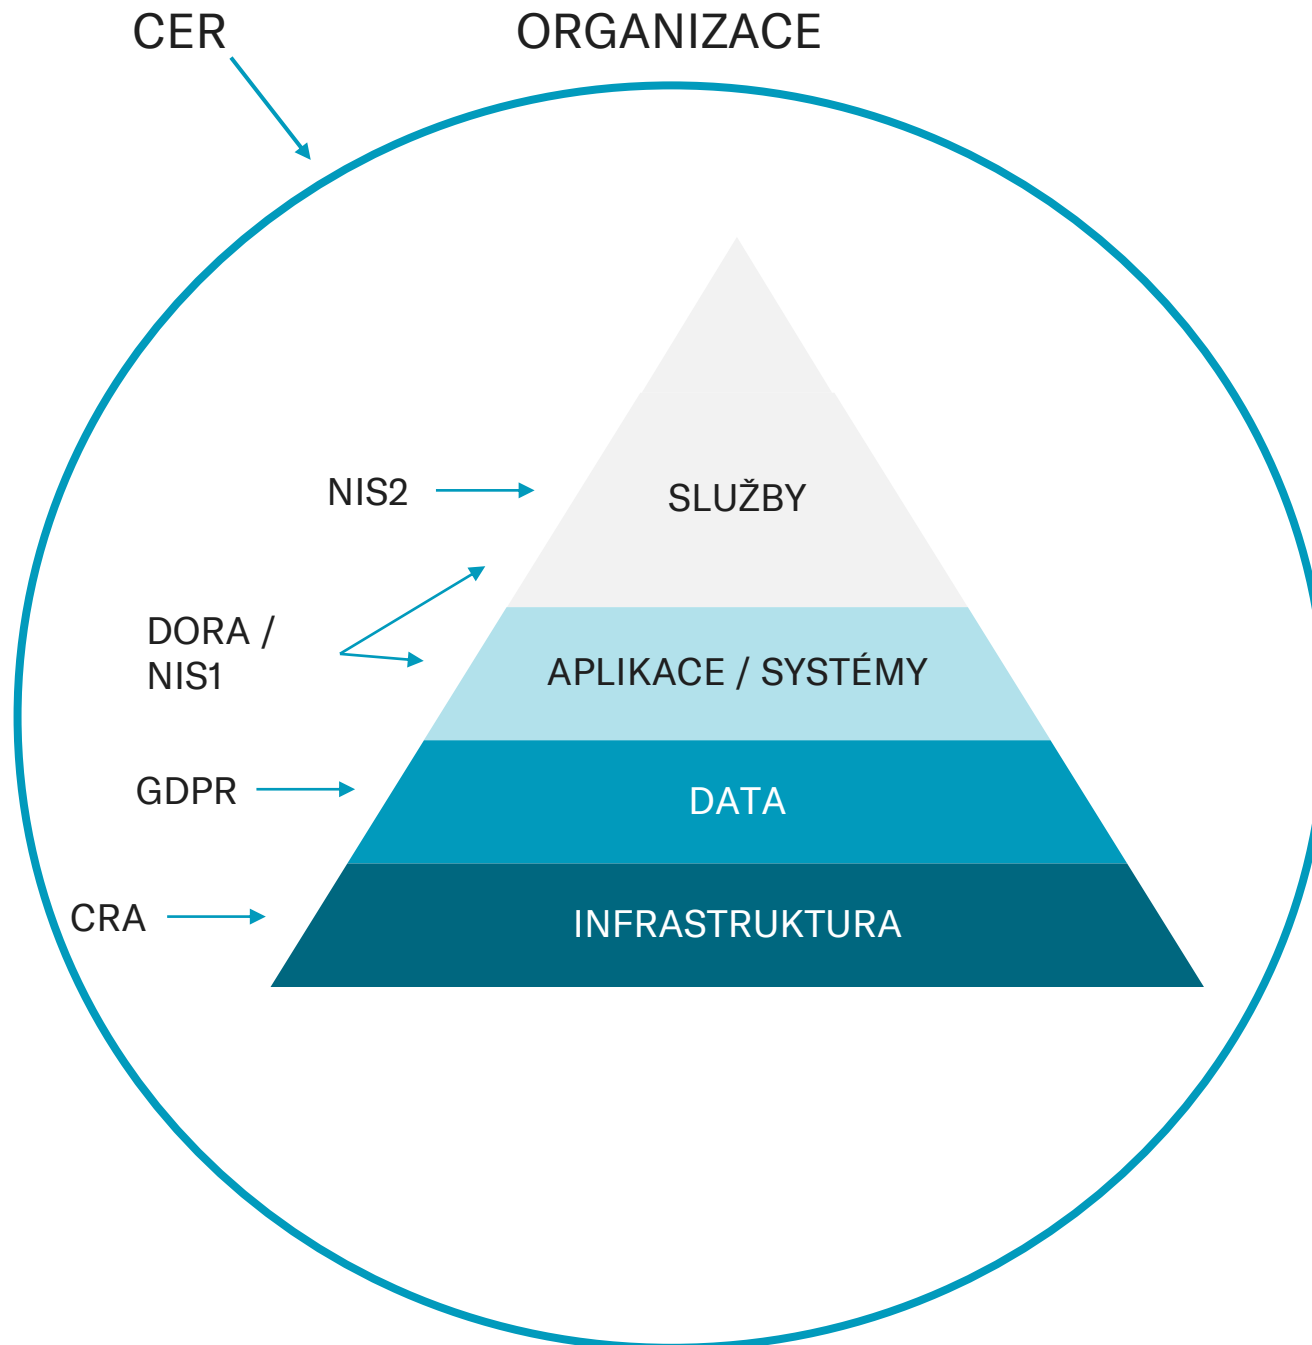 CER
ORGANIZACE
NIS2
SLUŽBY
DORA /
NIS1
APLIKACE / SYSTÉMY
GDPR
DATA
CRA
INFRASTRUKTURA